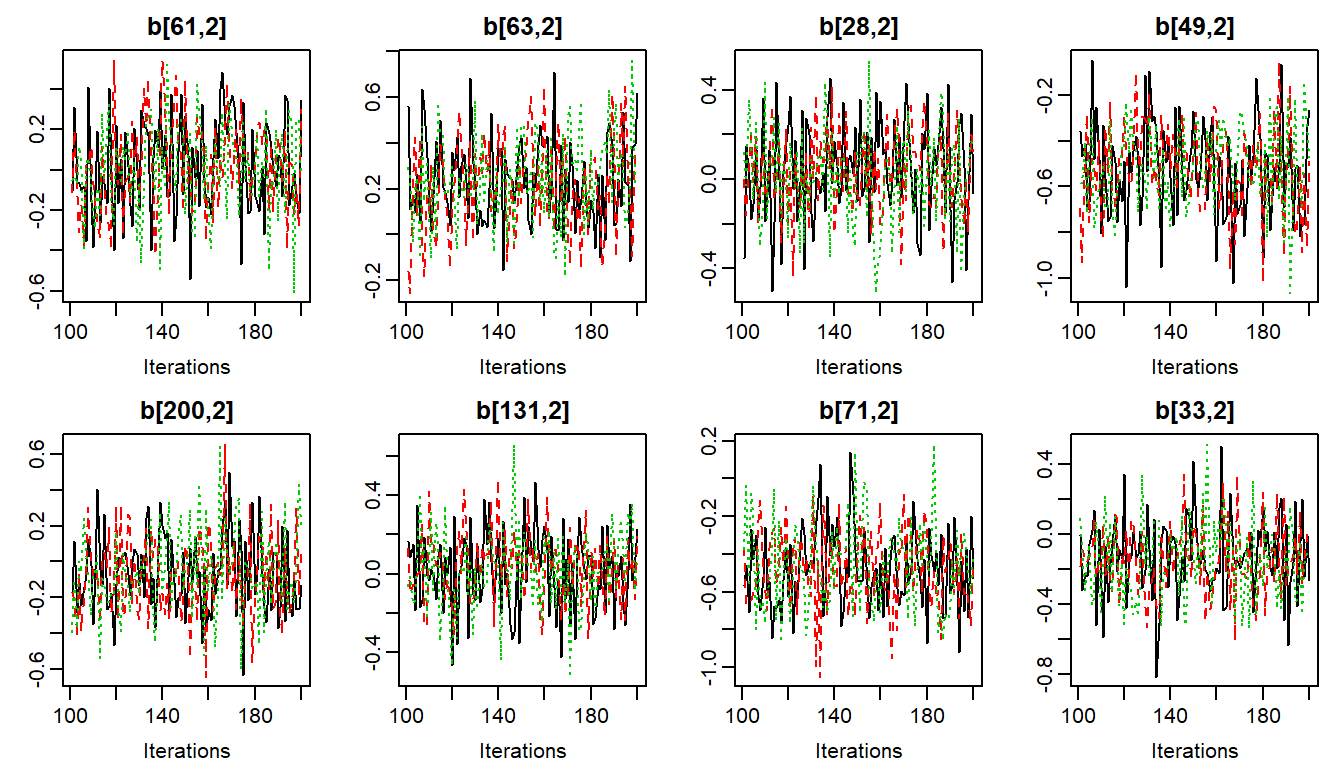 b[61,2] b[63,2] b[28,2] b[49,2]
0.2 -0.2 -0.6 0.6 0.2 -0.2 0.4 0.0 -0.4 -0.2 -0.6 -1.0
100 140 180 100 140 180 100 140 180 100 140 180
Iterations Iterations Iterations Iterations
b[200,2] b[131,2] b[71,2] b[33,2]
0.6 0.2 -0.2 -0.6 0.4 0.0 -0.4 0.2 -0.2 -0.6 -1.0 0.4 0.0 -0.4 -0.8
100 140 180 100 140 180 100 140 180 100 140 180
Iterations Iterations Iterations Iterations